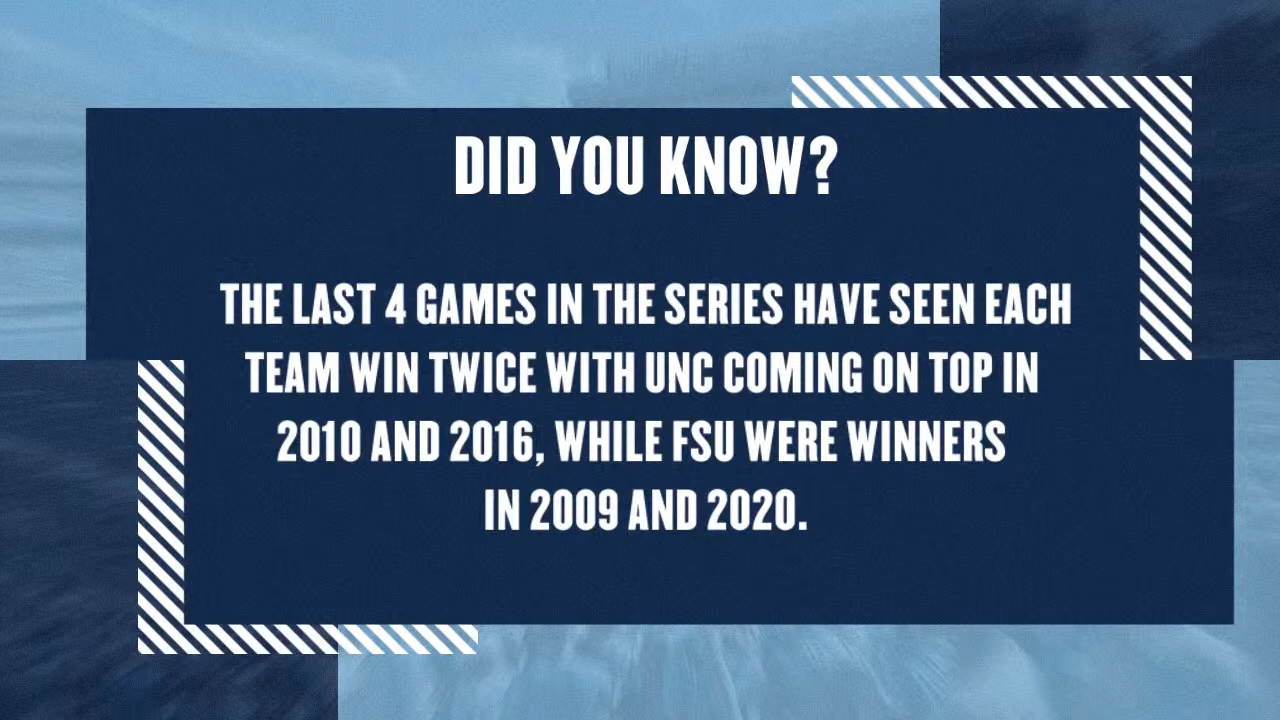 DID YOU KNOW?
THE LAST 4 GAMES IN THE SERIES HAVE SEEN EACH
TEAM WIN TWICE WITH UNC COMING ON TOP IN
2010 AND 2016, WHILE FSU WERE WINNERS
IN 2009 AND 2020.